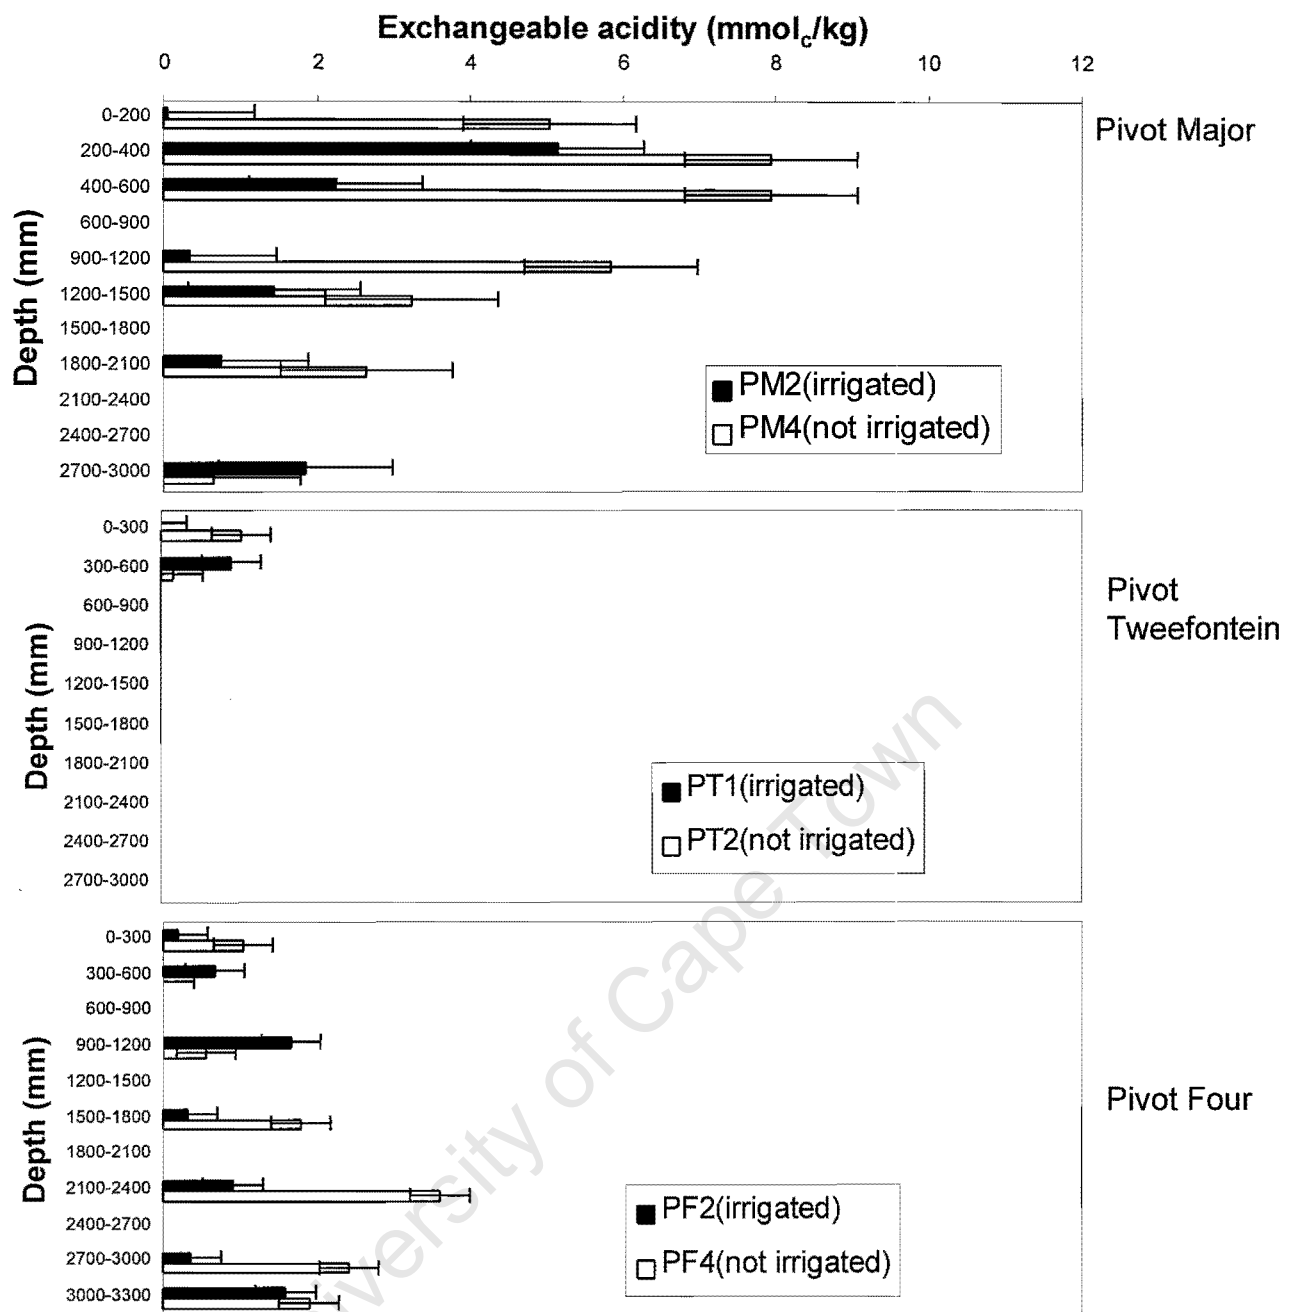 Exchangeable acidity (mmolc/kg)
0 2 4 6 8 10 12
Pivot Major
Depth (mm)
0-200
200-400
400-600
600-900
900-1200
1200-1500
1500-1800
1800-2100
2100-2400
2400-2700
2700-3000
PM2(irrigated)
PM4(not irrigated)
Pivot
Tweefontein
Depth (mm)
0-300
300-600
600-900
900-1200
1200-1500
1500-1800
1800-2100
2100-2400
2400-2700
2700-3000
PT1(irrigated)
PT2(not irrigated)
Pivot Four
Depth (mm)
0-300
300-600
600-900
900-1200
1200-1500
1500-1800
1800-2100
2100-2400
2400-2700
2700-3000
3000-3300
PF2(irrigated)
PF4(not irrigated)
iversity of Cape Town